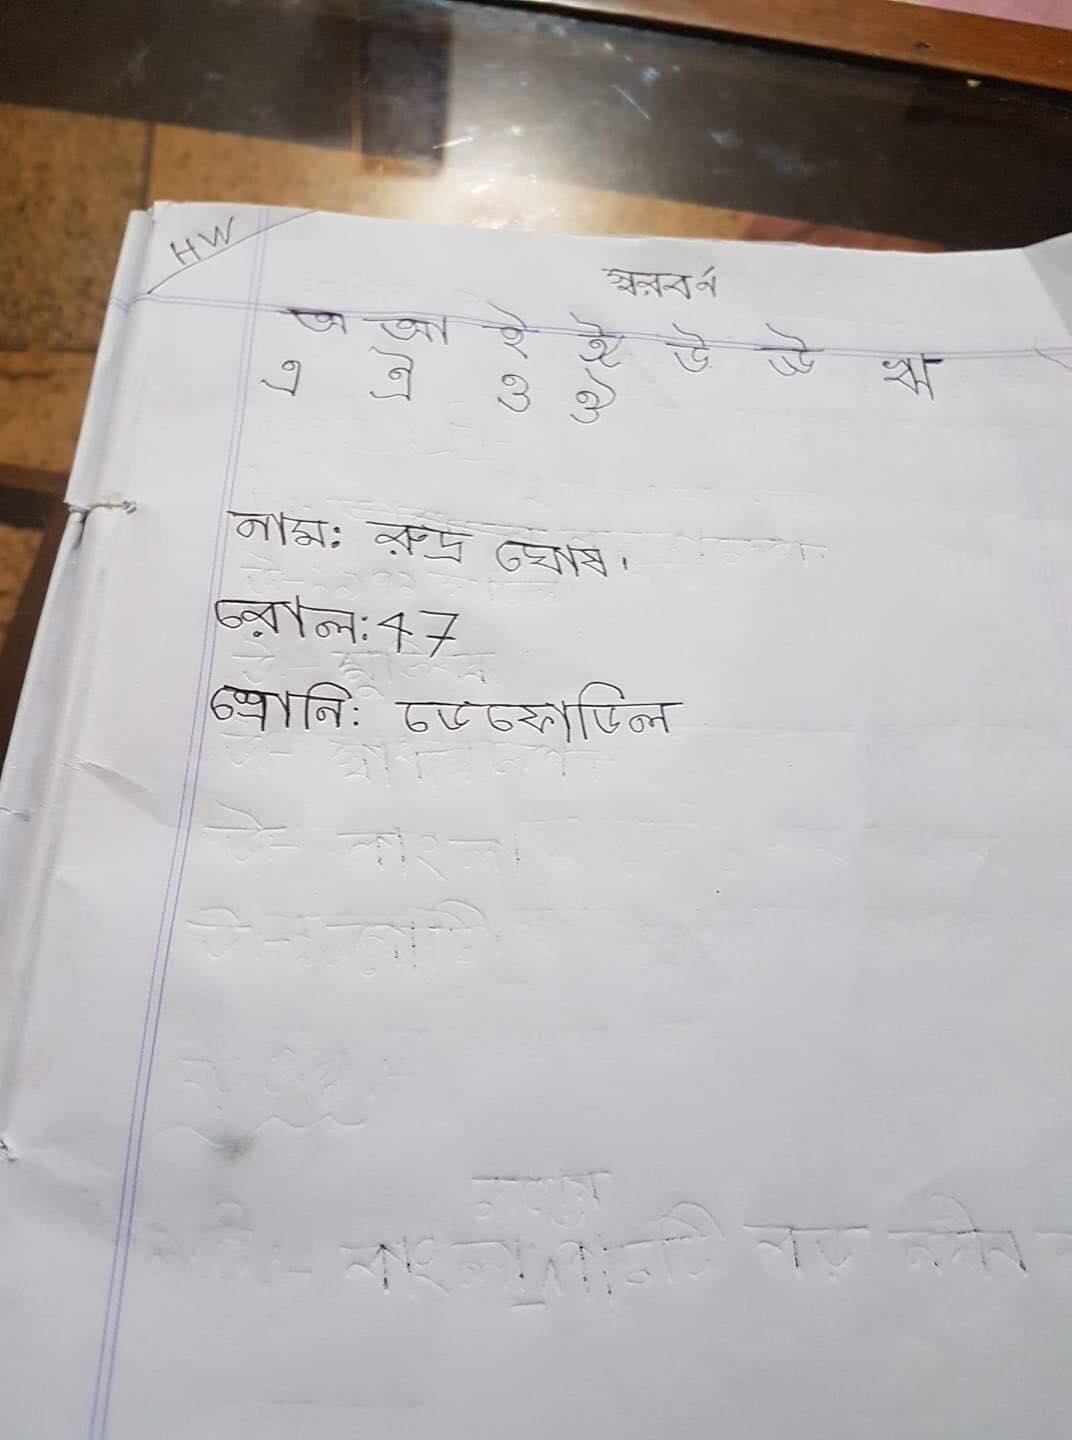 HW
স্বরবর্ন
অ আ ই ঈ উ ঊ ঋ
এ ঐ ও ঔ
নাম: রুদ্র ঘোষ।
রোল: 47
শ্রোনি: ডেফোডিল